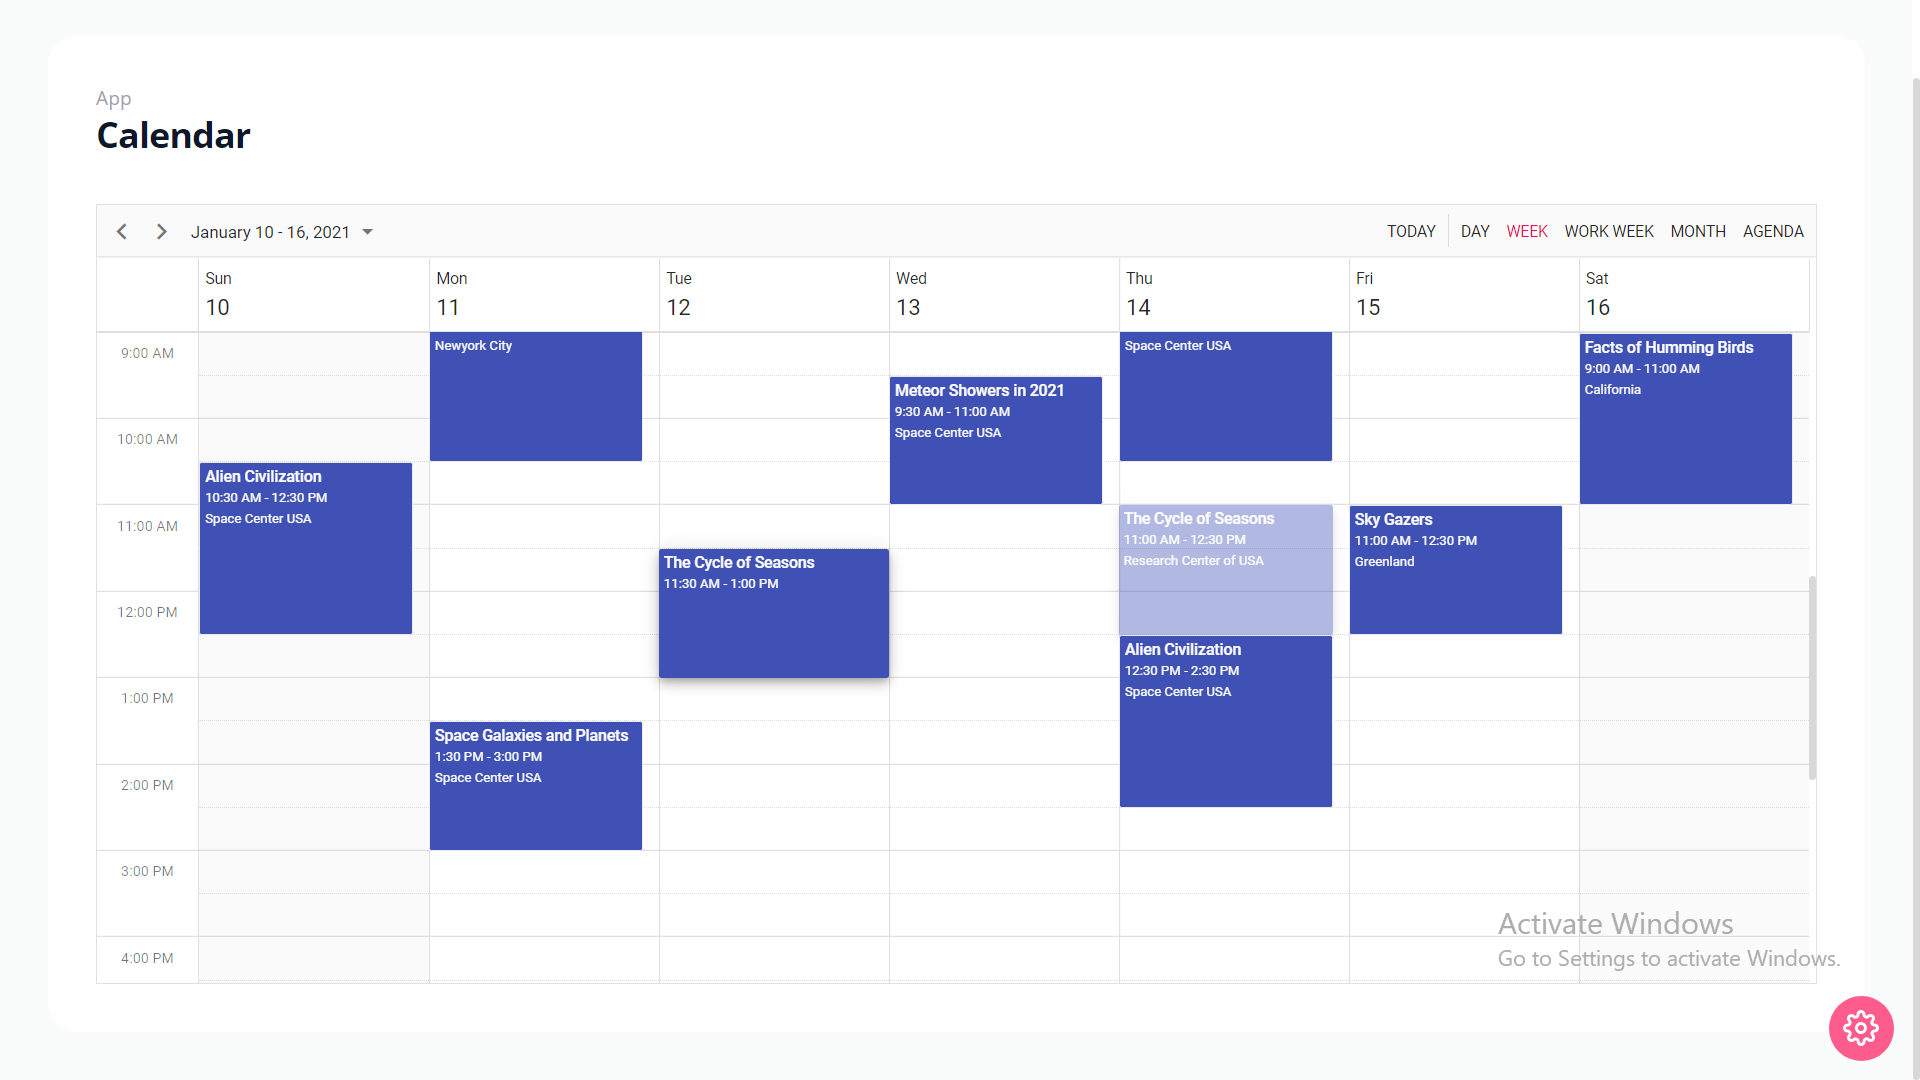 App
Calendar
January 10 - 16, 2021
TODAY
DAY
WEEK
WORK WEEK
MONTH
AGENDA
Sun
10
Mon
11
Tue
12
Wed
13
Thu
14
Fri
15
Sat
16
9:00 AM
10:00 AM
11:00 AM
12:00 PM
1:00 PM
2:00 PM
3:00 PM
4:00 PM
Alien Civilization
10:30 AM - 12:30 PM
Space Center USA
Newyork City
Space Galaxies and Planets
1:30 PM - 3:00 PM
Space Center USA
The Cycle of Seasons
11:30 AM - 1:00 PM
Meteor Showers in 2021
9:30 AM - 11:00 AM
Space Center USA
Space Center USA
The Cycle of Seasons
11:00 AM - 12:30 PM
Research Center of USA
Alien Civilization
12:30 PM - 2:30 PM
Space Center USA
Sky Gazers
11:00 AM - 12:30 PM
Greenland
Facts of Humming Birds
9:00 AM - 11:00 AM
California
Activate Windows
Go to Settings to activate Windows.